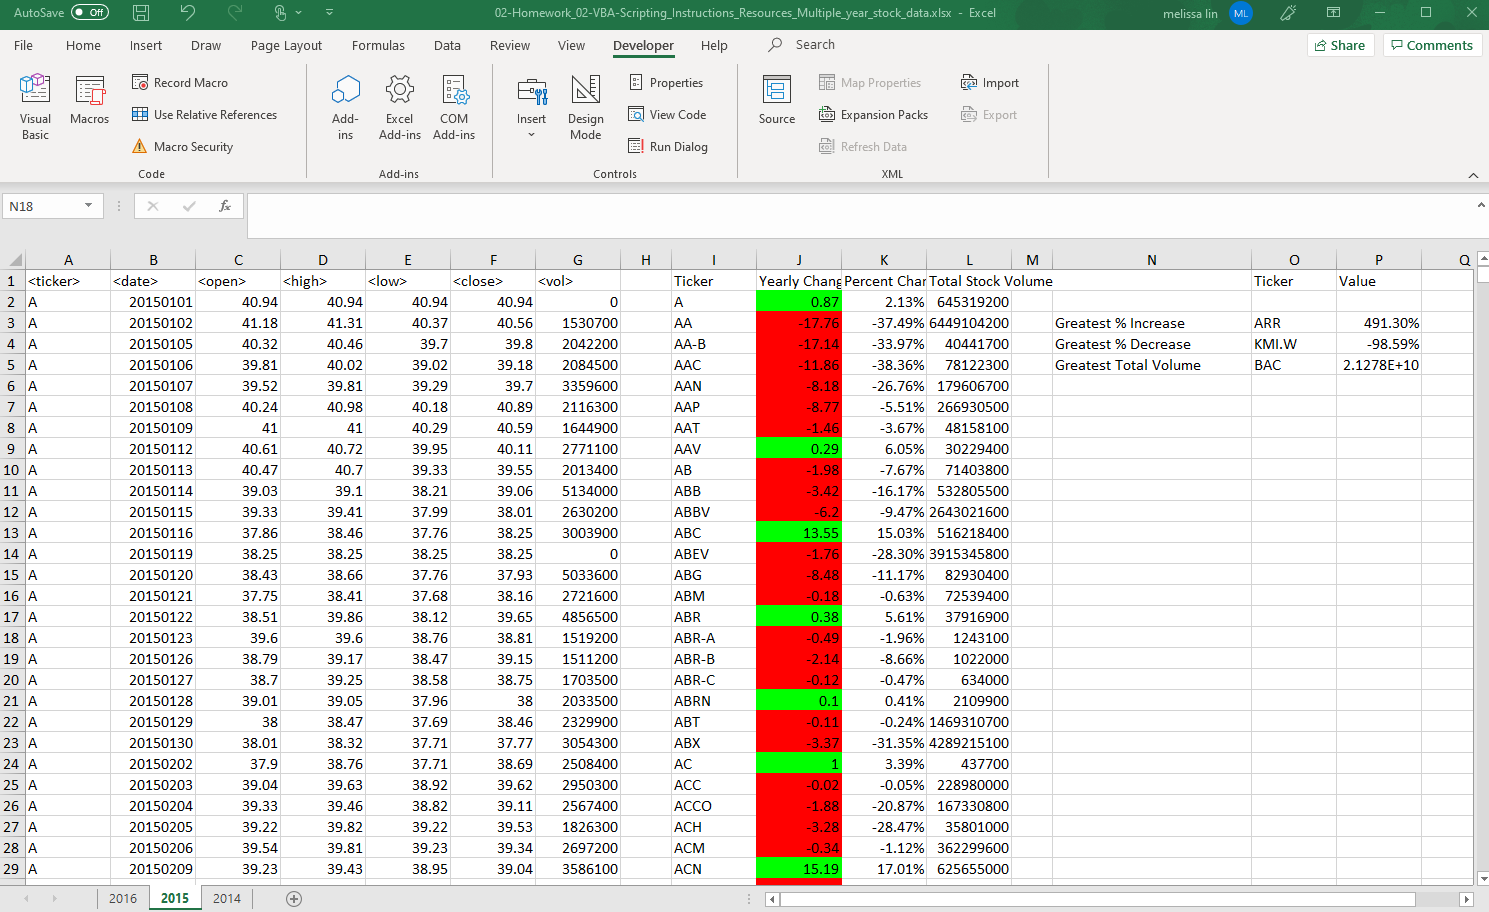 AutoSave Off 02-Homework_02-VBA-Scripting_Instructions_Resources_Multiple_year_stock_data.xlsx - Excel melissa lin ML
File Home Insert Draw Page Layout Formulas Data Review View Developer Help Search Share Comments
Visual Basic Macros Record Macro Use Relative References Macro Security Code
Add-ins Excel Add-ins COM Add-ins Add-ins
Insert Design Mode Properties View Code Run Dialog Controls
Source Map Properties Expansion Packs Refresh Data Import Export XML
N18 fx
A B C D E F G H I J K L M N O P Q
1 <ticker> <date> <open> <high> <low> <close> <vol> Ticker Yearly Chang Percent Char Total Stock Volume Ticker Value
2 A 20150101 40.94 40.94 40.94 40.94 0 A 0.87 2.13% 645319200
3 A 20150102 41.18 41.31 40.37 40.56 1530700 AA -17.76 -37.49% 6449104200 Greatest % Increase ARR 491.30%
4 A 20150105 40.32 40.46 39.7 39.8 2042200 AA-B -17.14 -33.97% 40441700 Greatest % Decrease KMI.W -98.59%
5 A 20150106 39.81 40.02 39.02 39.18 2084500 AAC -11.86 -38.36% 78122300 Greatest Total Volume BAC 2.1278E+10
6 A 20150107 39.52 39.81 39.29 39.7 3359600 AAN -8.18 -26.76% 179606700
7 A 20150108 40.24 40.98 40.18 40.89 2116300 AAP -8.77 -5.51% 266930500
8 A 20150109 41 41 40.29 40.59 1644900 AAT -1.46 -3.67% 48158100
9 A 20150112 40.61 40.72 39.95 40.11 2771100 AAV 0.29 6.05% 30229400
10 A 20150113 40.47 40.7 39.33 39.55 2013400 AB -1.98 -7.67% 71403800
11 A 20150114 39.03 39.1 38.21 39.06 5134000 ABB -3.42 -16.17% 532805500
12 A 20150115 39.33 39.41 37.99 38.01 2630200 ABBV -6.2 -9.47% 2643021600
13 A 20150116 37.86 38.46 37.76 38.25 3003900 ABC 13.55 15.03% 516218400
14 A 20150119 38.25 38.25 38.25 38.25 0 ABEV -1.76 -28.30% 3915345800
15 A 20150120 38.43 38.66 37.76 37.93 5033600 ABG -8.48 -11.17% 82930400
16 A 20150121 37.75 38.41 37.68 38.16 2721600 ABM -0.18 -0.63% 72539400
17 A 20150122 38.51 39.86 38.12 39.65 4856500 ABR 0.38 5.61% 37916900
18 A 20150123 39.6 39.6 38.76 38.81 1519200 ABR-A -0.49 -1.96% 1243100
19 A 20150126 38.79 39.17 38.47 39.15 1511200 ABR-B -2.14 -8.66% 1022000
20 A 20150127 38.7 39.25 38.58 38.75 1703500 ABR-C -0.12 -0.47% 634000
21 A 20150128 39.01 39.05 37.96 38 2033500 ABRN 0.1 0.41% 2109900
22 A 20150129 38 38.47 37.69 38.46 2329900 ABT -0.11 -0.24% 1469310700
23 A 20150130 38.01 38.32 37.71 37.77 3054300 ABX -3.37 -31.35% 4289215100
24 A 20150202 37.9 38.76 37.71 38.69 2508400 AC 1 3.39% 437700
25 A 20150203 39.04 39.63 38.92 39.62 2950300 ACC -0.02 -0.05% 228980000
26 A 20150204 39.33 39.46 38.82 39.11 2567400 ACCO -1.88 -20.87% 167330800
27 A 20150205 39.22 39.82 39.22 39.53 1826300 ACH -3.28 -28.47% 35801000
28 A 20150206 39.54 39.81 39.23 39.34 2697200 ACM -0.34 -1.12% 362299600
29 A 20150209 39.23 39.43 38.95 39.04 3586100 ACN 15.19 17.01% 625655000
2016 2015 2014